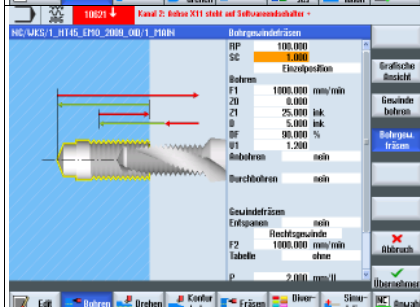 10621 ↓ Kanal 2: Achse X11 steht auf Softwareendschalter +
NC/WKS/1_HT45_EMO_2009_OID/1_MAIN
Bohrgewindefräsen
RP 100.000
SC 1.000
Einzelposition
Bohren
F1 1000.000 mm/min
Z0 0.000
Z1 25.000 ink
D 5.000 ink
DF 90.000 %
V1 1.200
Anbohren nein
Durchbohren nein
Gewindefräsen
Entspanen nein
Rechtsgewinde
F2 1000.000 mm/min
Tabelle ohne
P 2.000 mm/U
Grafische
Ansicht
Gewinde
bohren
Bohrgew.
fräsen
Abbruch
Übernehmen
Edit
Bohren
Drehen
Kontur
Fräsen
Diver-
Simu-
NC Anwahl